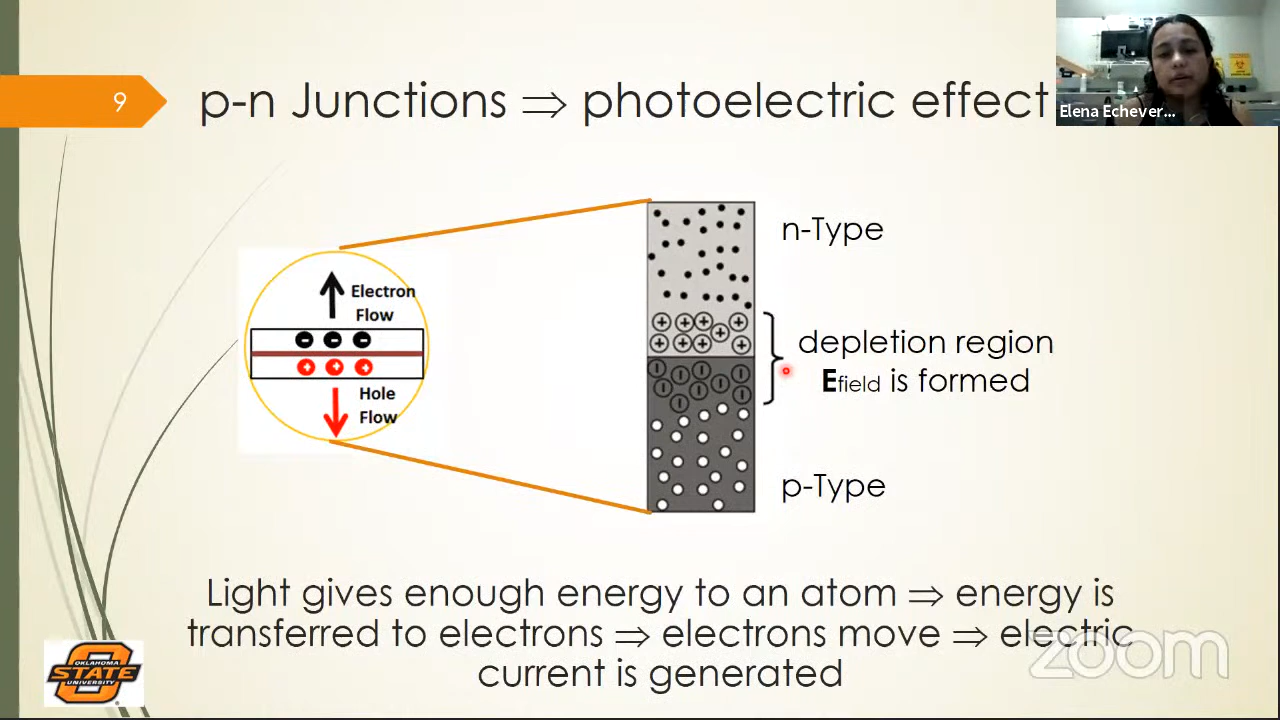 9
p-n Junctions ⇒ photoelectric effect
Elena Echever...
n-Type
Electron
Flow
depletion region
Efield is formed
Hole
Flow
p-Type
Light gives enough energy to an atom ⇒ energy is
transferred to electrons ⇒ electrons move ⇒ electric
current is generated
OKLAHOMA
STATE
UNIVERSITY
zoom